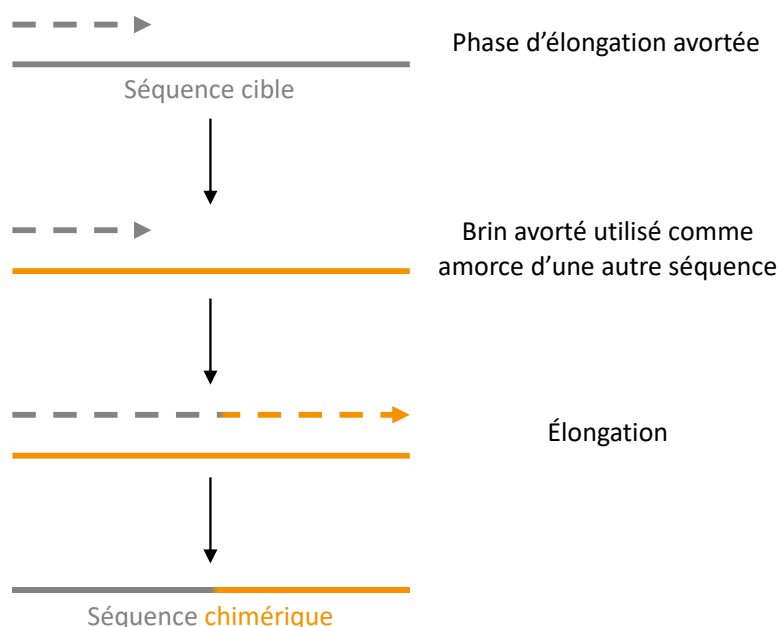 Phase d’élongation avortée
Séquence cible
Brin avorté utilisé comme
amorce d’une autre séquence
Élongation
Séquence chimérique